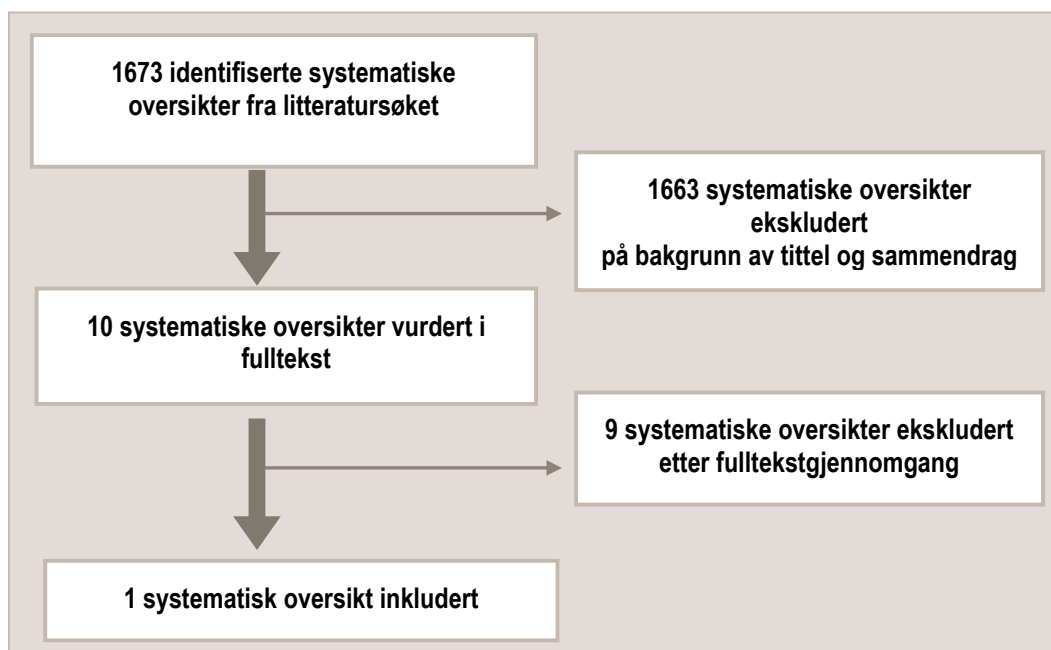 1673 identifiserte systematiske
oversikter fra litteratursøket
1663 systematiske oversikter
ekskludert
på bakgrunn av tittel og sammendrag
10 systematiske oversikter vurdert i
fulltekst
9 systematiske oversikter ekskludert
etter fulltekstgjennomgang
1 systematisk oversikt inkludert